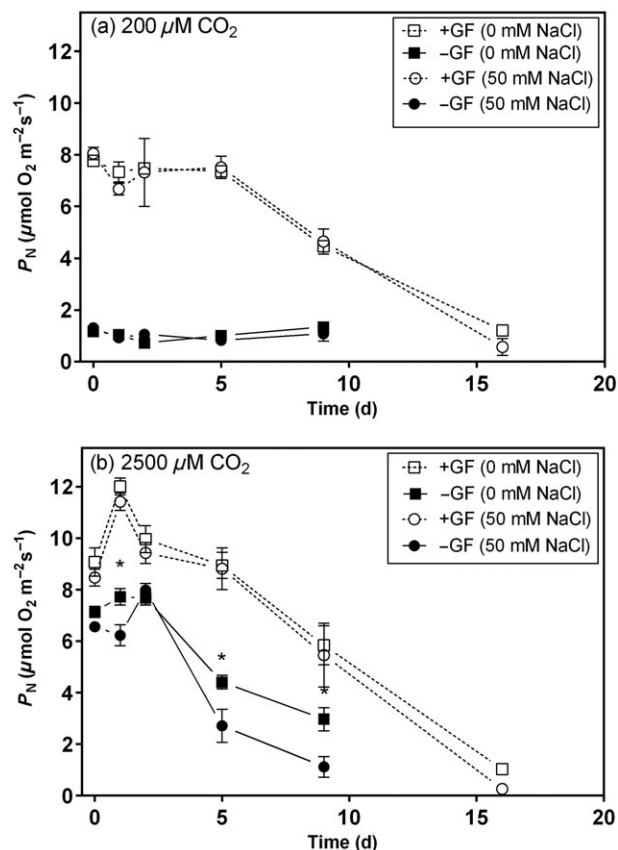 (a) 200 µM CO₂
+GF (0 mM NaCl)
−GF (0 mM NaCl)
+GF (50 mM NaCl)
−GF (50 mM NaCl)
P_N (µmol O₂ m⁻²s⁻¹)
12
10
8
6
4
2
0
0 5 10 15 20
Time (d)
(b) 2500 µM CO₂
+GF (0 mM NaCl)
−GF (0 mM NaCl)
+GF (50 mM NaCl)
−GF (50 mM NaCl)
P_N (µmol O₂ m⁻²s⁻¹)
12
10
8
6
4
2
0
*
*
*
0 5 10 15 20
Time (d)